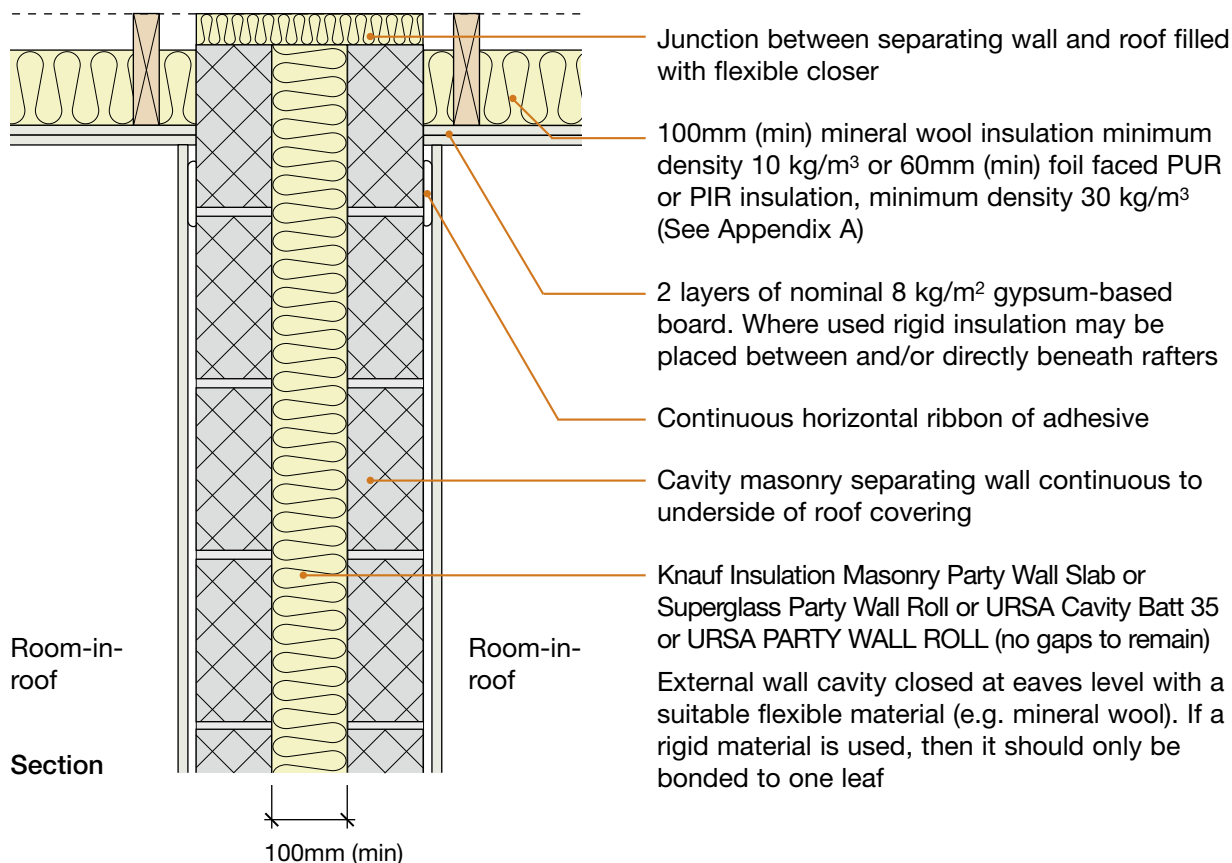 Junction between separating wall and roof filled
with flexible closer
100mm (min) mineral wool insulation minimum
density 10 kg/m³ or 60mm (min) foil faced PUR
or PIR insulation, minimum density 30 kg/m³
(See Appendix A)
2 layers of nominal 8 kg/m² gypsum-based
board. Where used rigid insulation may be
placed between and/or directly beneath rafters
Continuous horizontal ribbon of adhesive
Cavity masonry separating wall continuous to
underside of roof covering
Knauf Insulation Masonry Party Wall Slab or
Superglass Party Wall Roll or URSA Cavity Batt 35
or URSA PARTY WALL ROLL (no gaps to remain)
External wall cavity closed at eaves level with a
suitable flexible material (e.g. mineral wool). If a
rigid material is used, then it should only be
bonded to one leaf
Room-in-
roof
Room-in-
roof
Section
100mm (min)